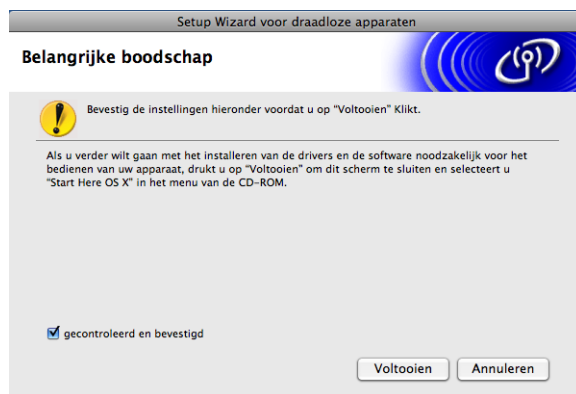 Setup Wizard voor draadloze apparaten
Belangrijke boodschap
Bevestig de instellingen hieronder voordat u op "Voltooien" Klikt.
Als u verder wilt gaan met het installeren van de drivers en de software noodzakelijk voor het
bedienen van uw apparaat, drukt u op "Voltooien" om dit scherm te sluiten en selecteert u
"Start Here OS X" in het menu van de CD-ROM.
gecontroleerd en bevestigd
Voltooien
Annuleren